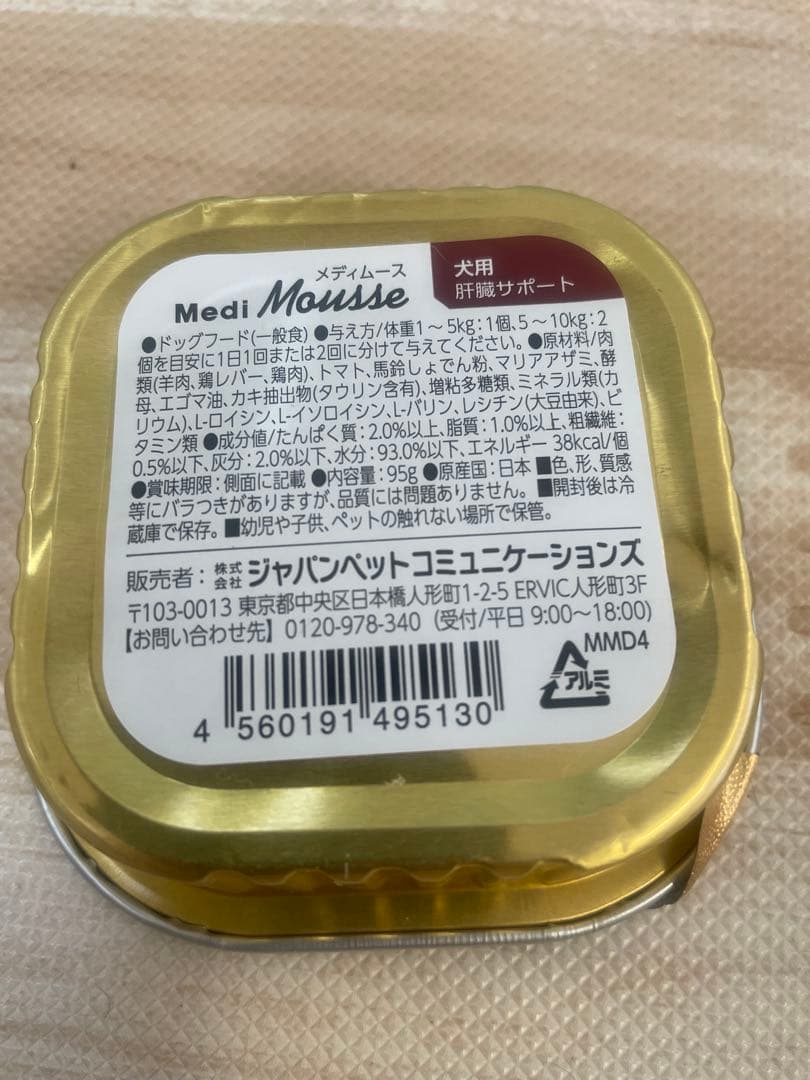 メディムース
Medi Mousse
犬用
肝臓サポート
●ドッグフード(一般食) ●与え方/体重1〜5kg:1個、5〜10kg:2
個を目安に1日1回または2回に分けて与えてください。 ●原材料/肉
類(羊肉、鶏レバー、鶏肉)、トマト、馬鈴しょでん粉、マリアアザミ、酵
母、エゴマ油、カキ抽出物(タウリン含有)、増粘多糖類、ミネラル類(カ
リウム)、L-ロイシン、L-イソロイシン、L-バリン、レシチン(大豆由来)、ビ
タミン類 ●成分値/たんぱく質:2.0%以上、脂質:1.0%以上、粗繊維:
0.5%以下、灰分:2.0%以下、水分:93.0%以下、エネルギー 38kcal/個
●賞味期限:側面に記載 ●内容量:95g ●原産国:日本 ■色、形、質感
等にバラつきがありますが、品質には問題ありません。 ■開封後は冷
蔵庫で保存。■幼児や子供、ペットの触れない場所で保管。
販売者:株式会社ジャパンペットコミュニケーションズ
〒103-0013 東京都中央区日本橋人形町1-2-5 ERVIC人形町3F
【お問い合わせ先】 0120-978-340 (受付/平日 9:00〜18:00)
MMD4
アルミ
4 560191 495130